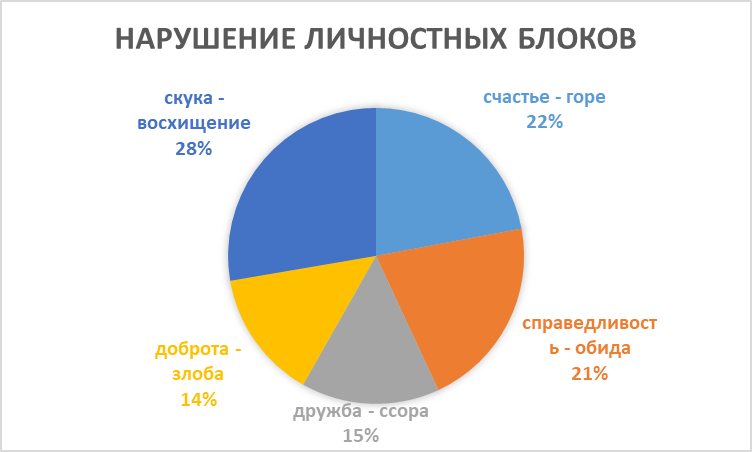 НАРУШЕНИЕ ЛИЧНОСТНЫХ БЛОКОВ
скука -
восхищение
28%
счастье - горе
22%
справедливост
ь - обида
21%
доброта -
злоба
14%
дружба - ссора
15%